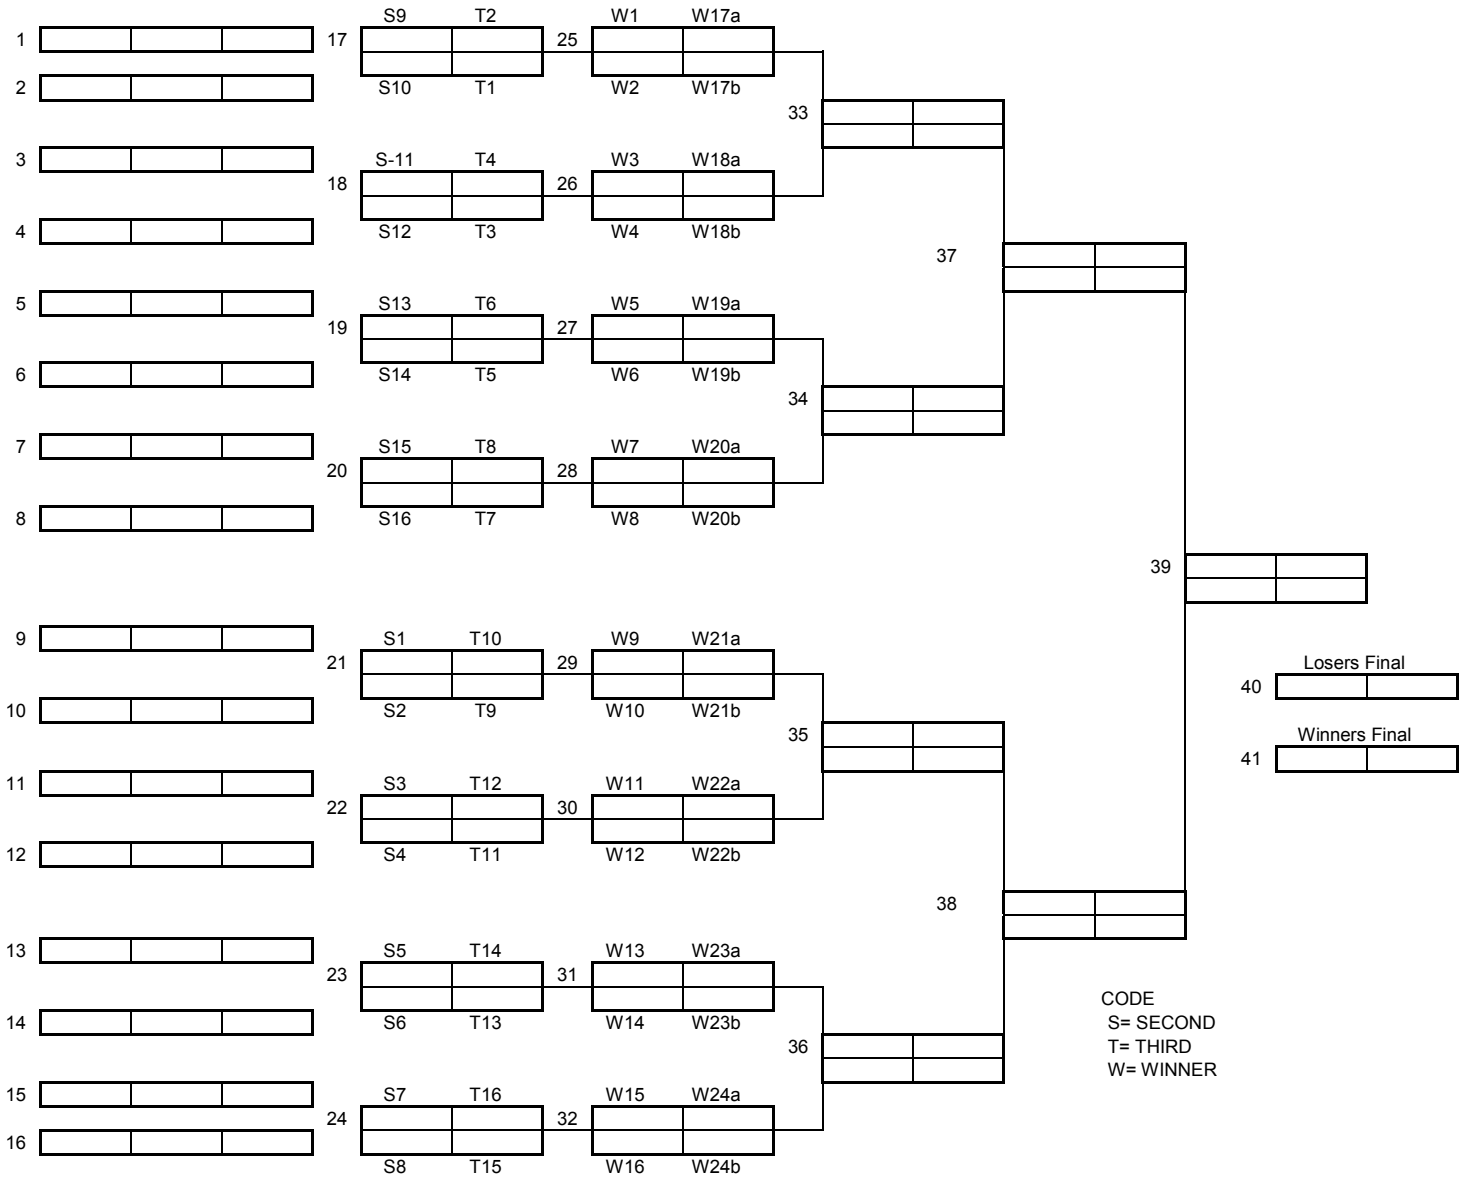 S9 T2 W1 W17a
1 17 25
2 S10 T1 W2 W17b
33
3 S-11 T4 W3 W18a
18 26
4 S12 T3 W4 W18b
37
5 S13 T6 W5 W19a
19 27
6 S14 T5 W6 W19b
34
7 S15 T8 W7 W20a
20 28
8 S16 T7 W8 W20b
39
9 S1 T10 W9 W21a
21 29 Losers Final
40
10 S2 T9 W10 W21b
35 Winners Final
41
11 S3 T12 W11 W22a
22 30
12 S4 T11 W12 W22b
38
13 S5 T14 W13 W23a
23 31
CODE
14 S6 T13 W14 W23b S= SECOND
36 T= THIRD
W= WINNER
15 S7 T16 W15 W24a
24 32
16
S8 T15 W16 W24b